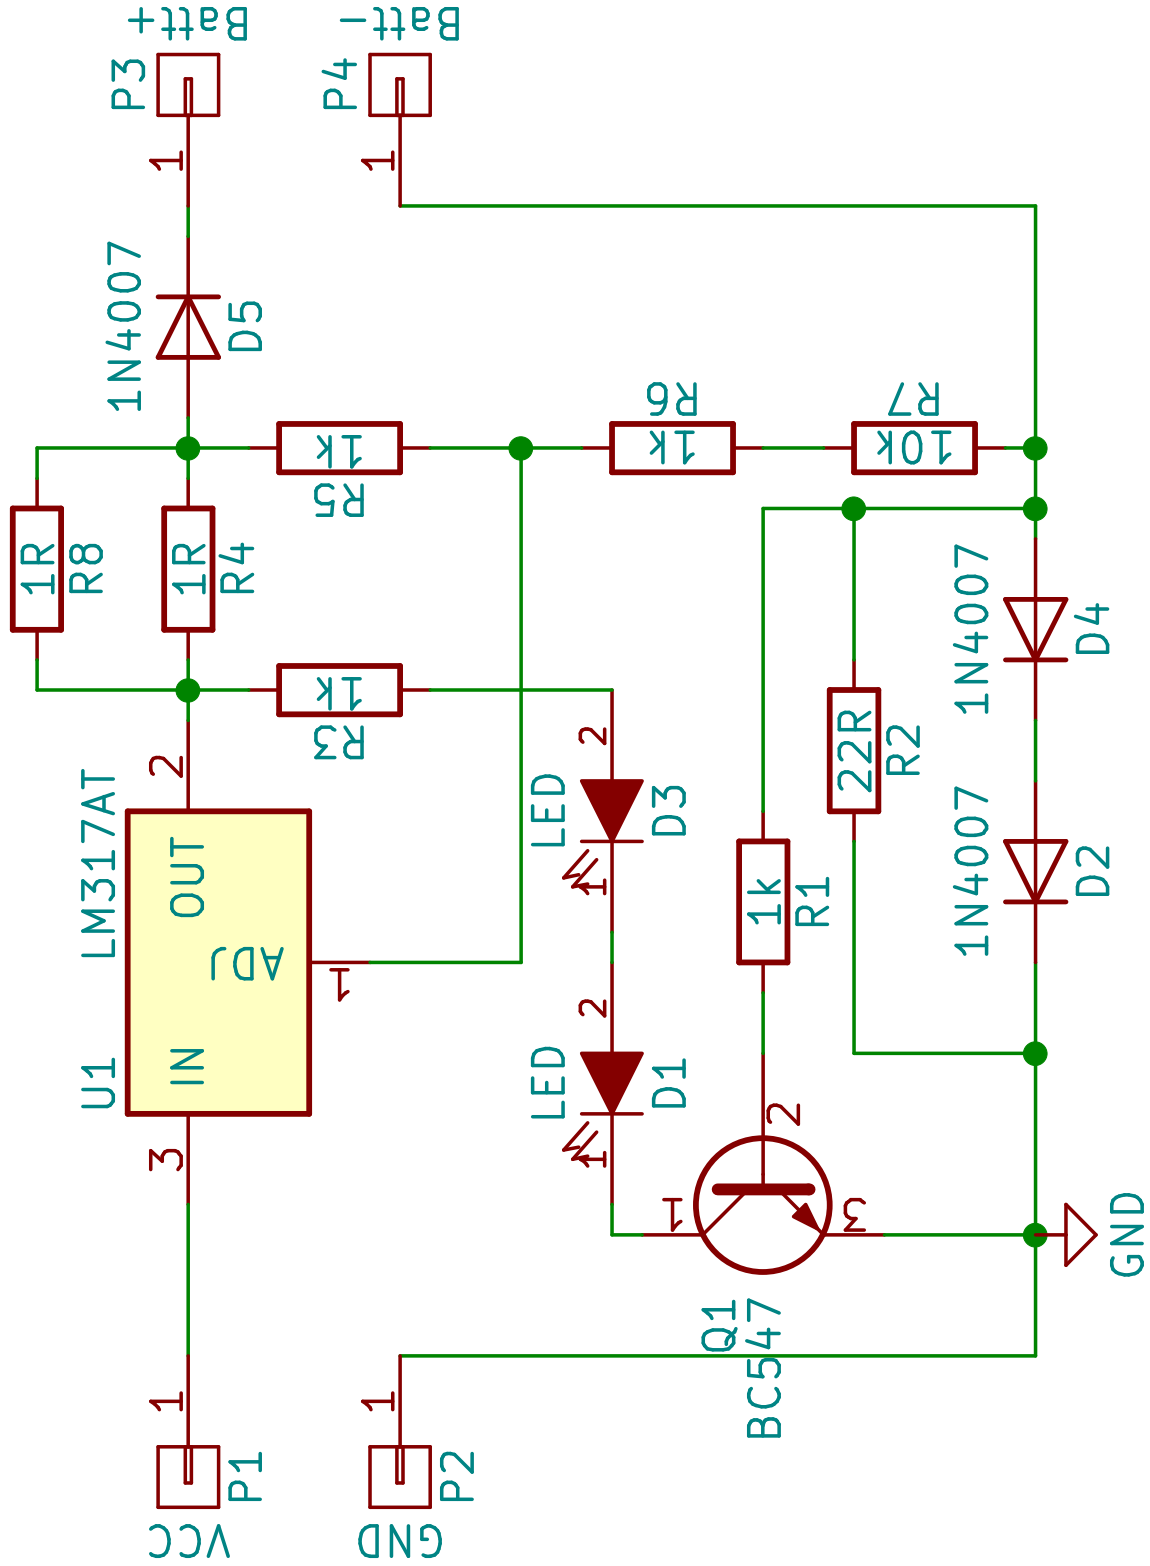 Batt+
P3
1
Batt-
P4
1
1N4007
D5
1k
R5
R6
1k
R7
10k
1R
R8
1R
R4
1k
R3
2
LM317AT
OUT
ADJ
1
IN
U1
3
LED
2
D3
1
LED
2
D1
1
1k
R1
22R
R2
1N4007
D4
1N4007
D2
2
1
3
Q1
BC547
GND
1
P1
VCC
1
P2
GND